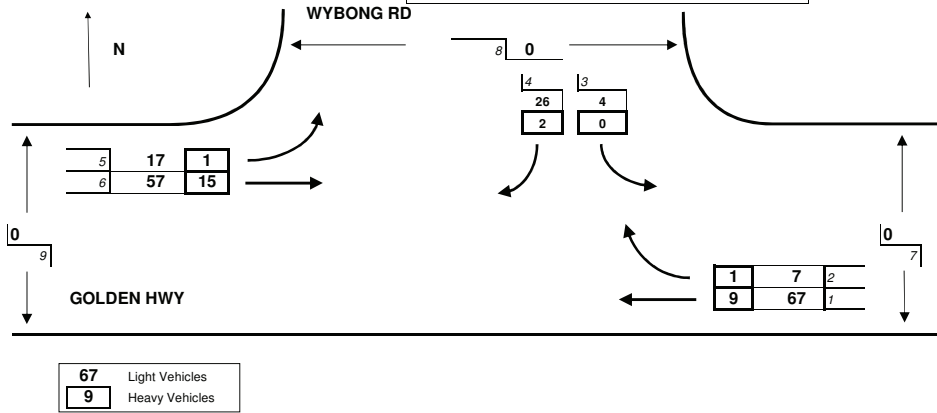 WYBONG RD
N
8 0
4 3
26 4
2 0
5 17 1
6 57 15
0
9
0
7
1 7 2
9 67 1
GOLDEN HWY
67 Light Vehicles
9 Heavy Vehicles